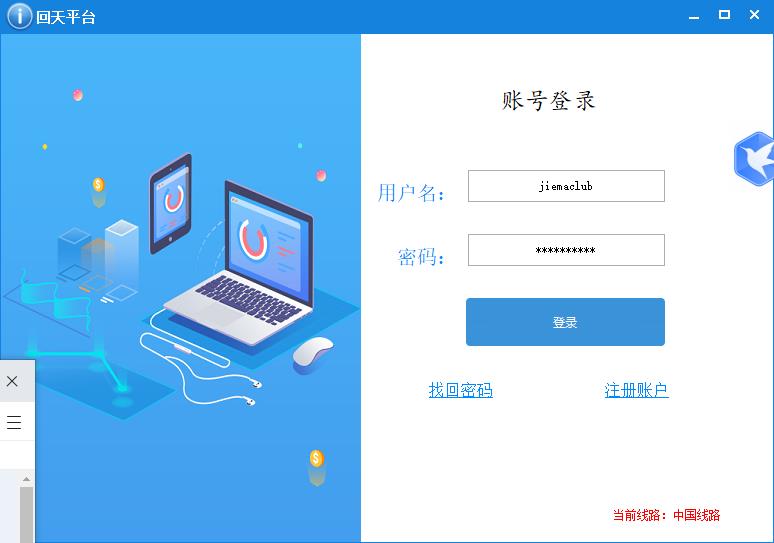 回天平台
账号登录
用户名：
jiemaclub
密码：
**********
登录
找回密码
注册账户
当前线路：中国线路